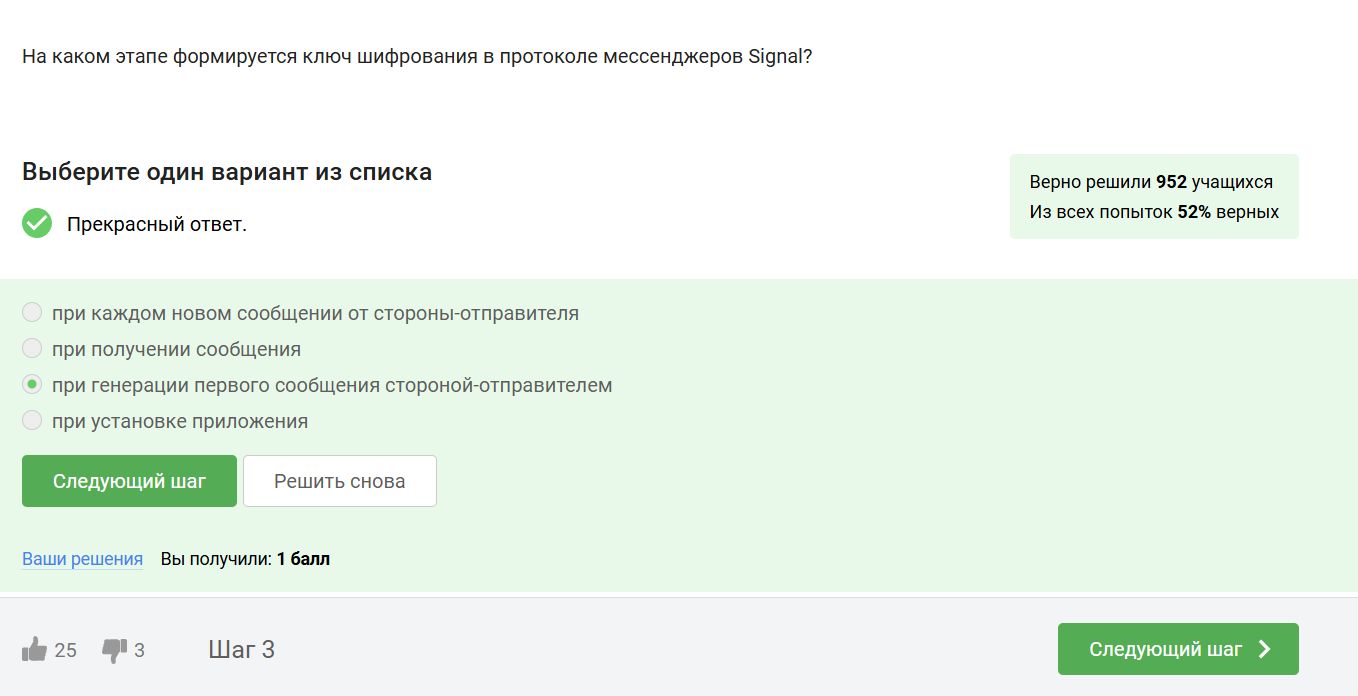 На каком этапе формируется ключ шифрования в протоколе мессенджеров Signal?
Выберите один вариант из списка
Верно решили 952 учащихся
Из всех попыток 52% верных
Прекрасный ответ.
при каждом новом сообщении от стороны-отправителя
при получении сообщения
при генерации первого сообщения стороной-отправителем
при установке приложения
Следующий шаг
Решить снова
Ваши решения Вы получили: 1 балл
25 3 Шаг 3
Следующий шаг